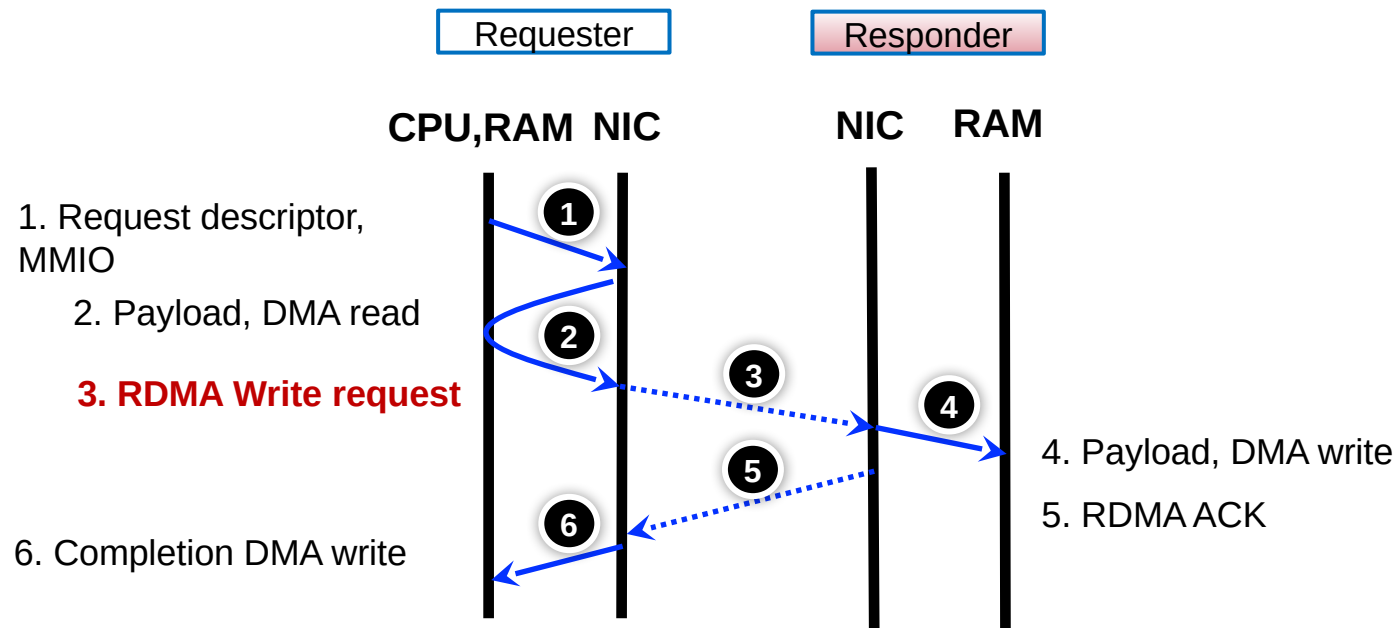 Requester
Responder
CPU,RAM
NIC
NIC
RAM
1
1. Request descriptor,
MMIO
2. Payload, DMA read
2
3. RDMA Write request
3
4
4. Payload, DMA write
5
5. RDMA ACK
6
6. Completion DMA write